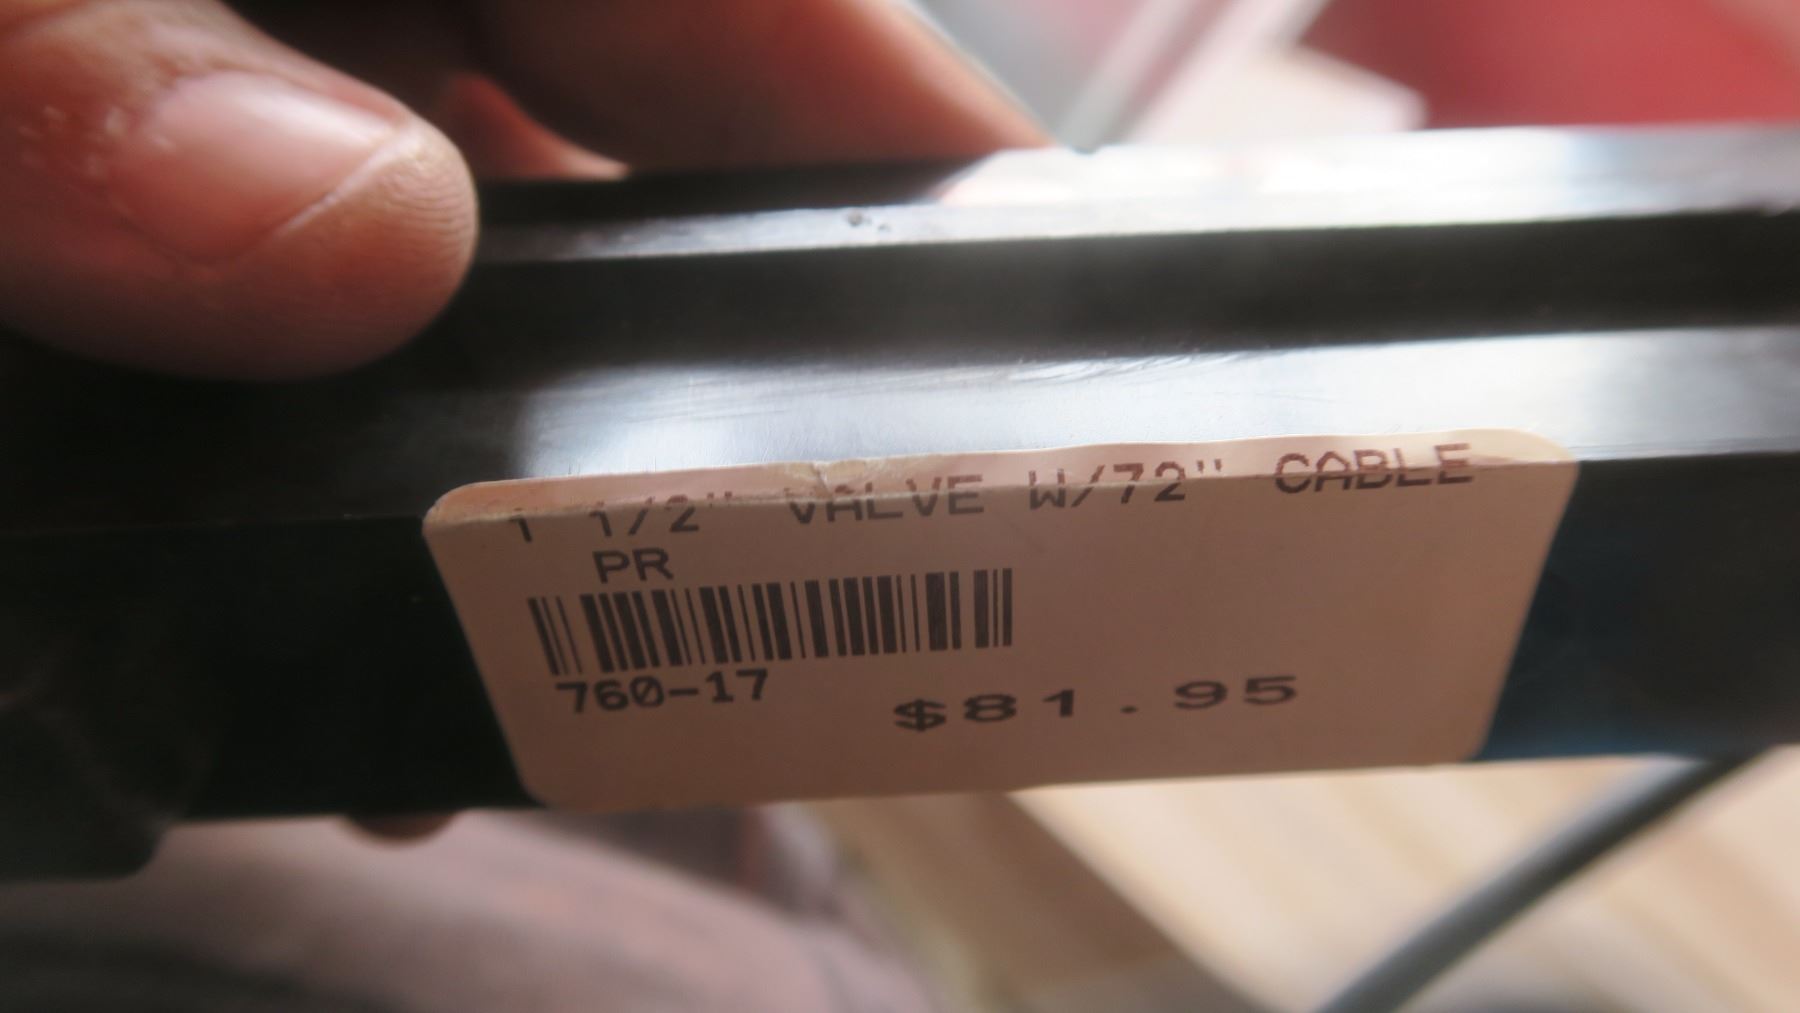 1 1/2" VALVE W/72" CABLE
PR
760-17
$81.95